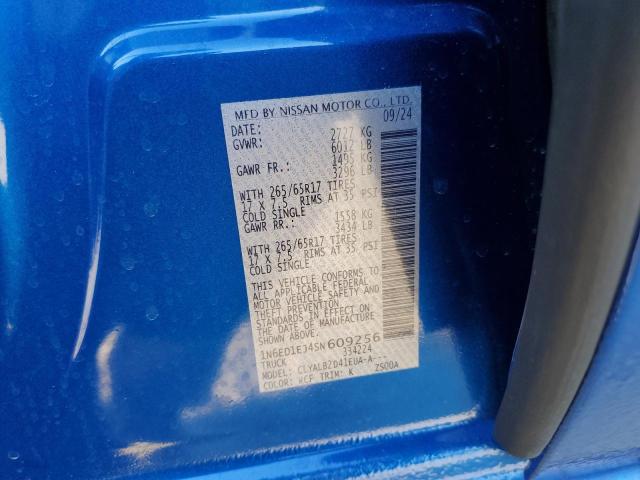 MFD BY NISSAN MOTOR CO., LTD.
DATE: 09/24
GVWR: 2727 KG
6012 LB
GAWR FR.: 1495 KG
3296 LB
WITH 265/65R17 TIRES
17 X 7.5 RIMS AT 35 PSI
COLD SINGLE
GAWR RR.: 1558 KG
3434 LB
WITH 265/65R17 TIRES
17 X 7.5 RIMS AT 35 PSI
COLD SINGLE
THIS VEHICLE CONFORMS TO
ALL APPLICABLE FEDERAL
MOTOR VEHICLE SAFETY AND
THEFT PREVENTION
STANDARDS IN EFFECT ON
THE DATE OF MANUFACTURE
SHOWN ABOVE.
1N6ED1EJ4SN609256
TRUCK 334224
MODEL: CLYALB2D41EUA-A---
COLOR: WCF TRIM: K ZS00A